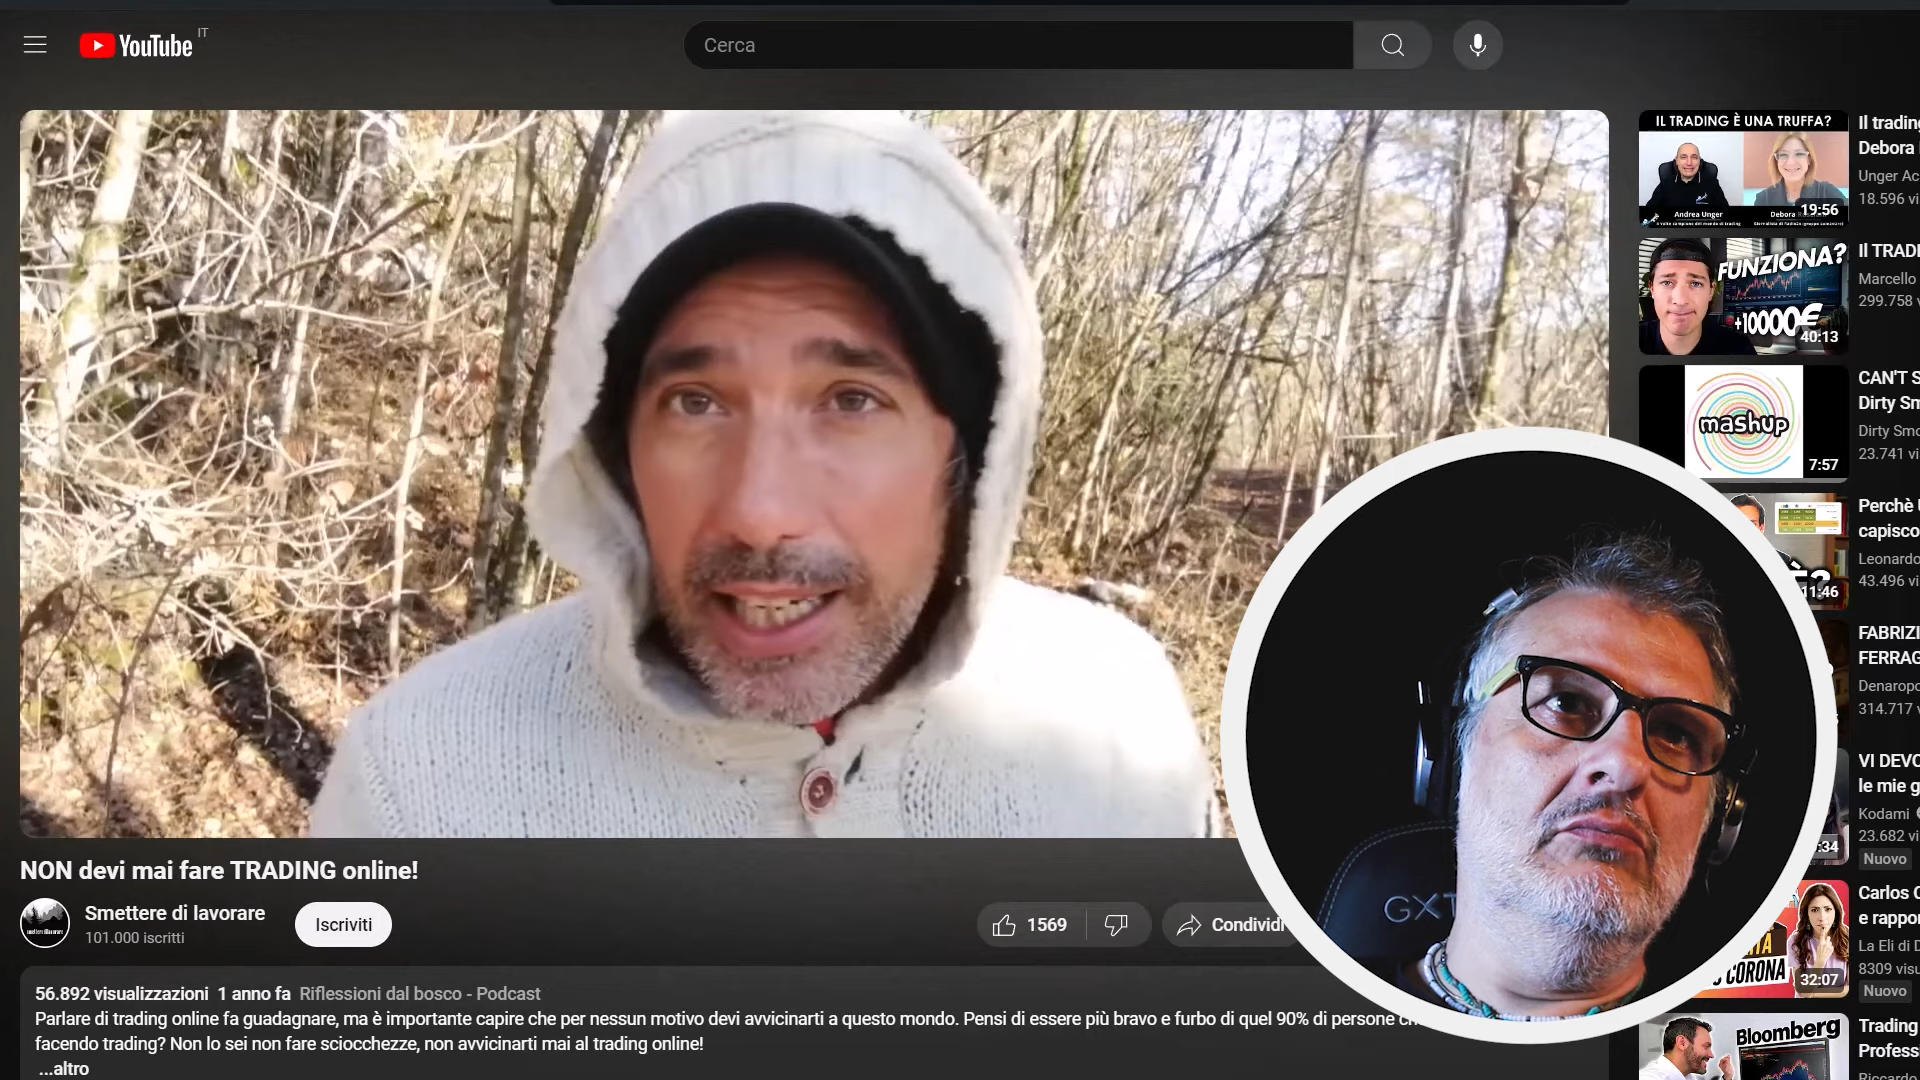 YouTube IT
Cerca
NON devi mai fare TRADING online!
Smettere di lavorare
101.000 iscritti
Iscriviti
1569
Condividi
56.892 visualizzazioni 1 anno fa Riflessioni dal bosco - Podcast
Parlare di trading online fa guadagnare, ma è importante capire che per nessun motivo devi avvicinarti a questo mondo. Pensi di essere più bravo e furbo di quel 90% di persone
facendo trading? Non lo sei non fare sciocchezze, non avvicinarti mai al trading online!
...altro
GXT
IL TRADING È UNA TRUFFA?
Andrea Unger
Debora
19:56
Il trading
Debora
Unger Ac
18.596 vi
FUNZIONA?
+10000€
40:13
Il TRADI
Marcello
299.758 v
mashup
7:57
CAN'T S
Dirty Sm
Dirty Smo
23.741 vi
11:46
Perchè
capisco
Leonardo
43.496 vi
FABRIZI
FERRAG
Denaropo
314.717 v
:34
VI DEVO
le mie g
Kodami
23.682 vi
Nuovo
CORONA
32:07
Carlos C
e rappor
La Eli di D
8309 visu
Nuovo
Bloomberg
Trading
Professi
Riccardo